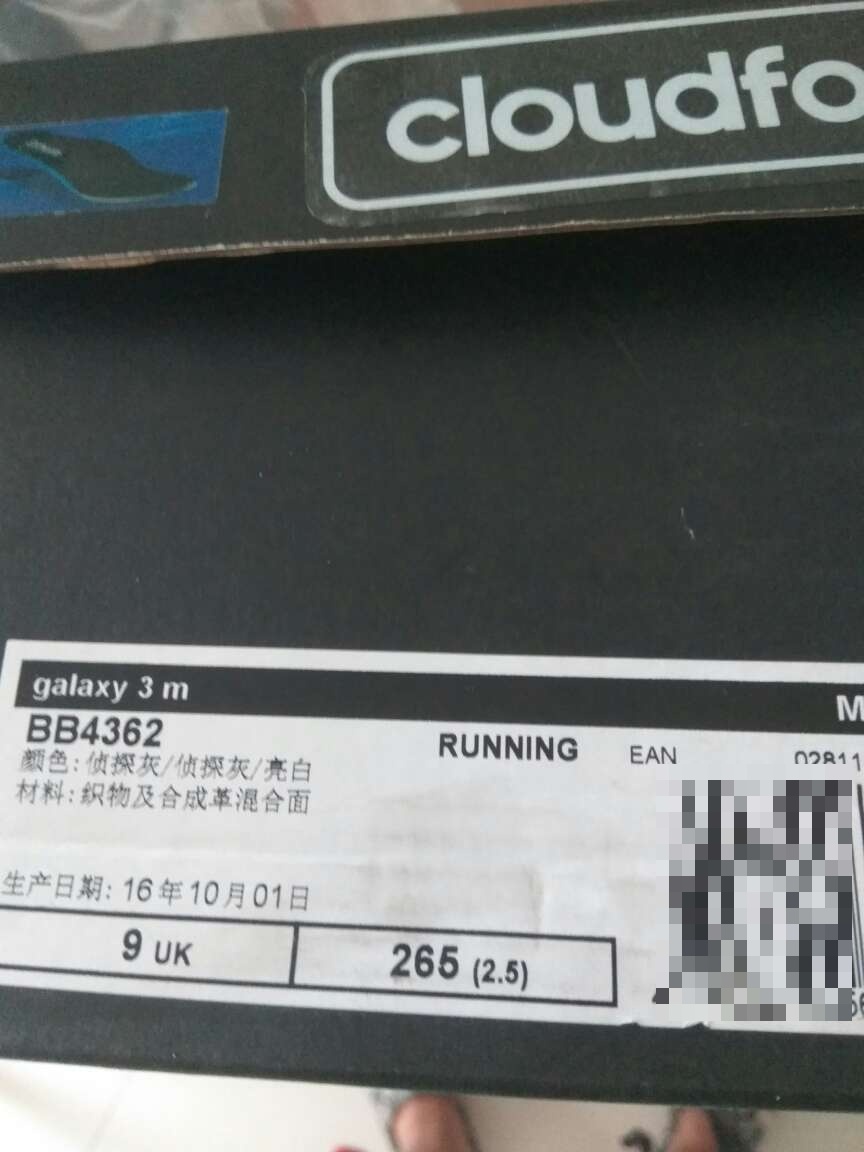 cloudfo
galaxy 3 m
M
BB4362
RUNNING
EAN
02811
颜色:侦探灰/侦探灰/亮白
材料:织物及合成革混合面
生产日期: 16年10月01日
9 UK
265 (2.5)